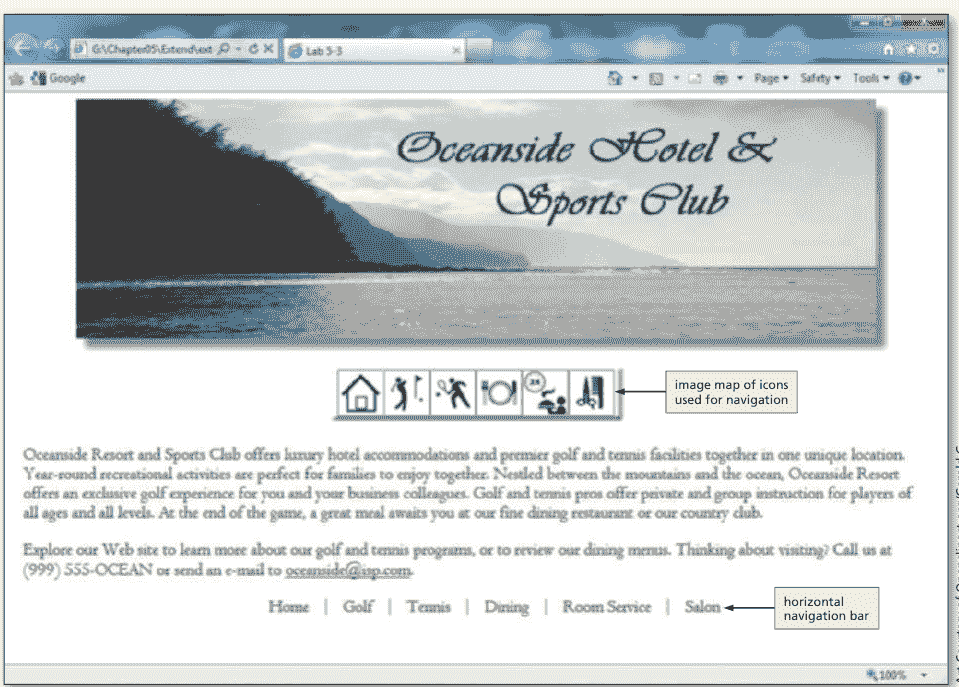 G:\Chapter05\Extend\ext
Lab 5-3
Google
Page
Safety
Tools
Oceanside Hotel &
Sports Club
24
image map of icons
used for navigation
Oceanside Resort and Sports Club offers luxury hotel accommodations and premier golf and tennis facilities together in one unique location.
Year-round recreational activities are perfect for families to enjoy together. Nestled between the mountains and the ocean, Oceanside Resort
offers an exclusive golf experience for you and your business colleagues. Golf and tennis pros offer private and group instruction for players of
all ages and all levels. At the end of the game, a great meal awaits you at our fine dining restaurant or our country club.
Explore our Web site to learn more about our golf and tennis programs, or to review our dining menus. Thinking about visiting? Call us at
(999) 555-OCEAN or send an e-mail to oceanside@isp.com.
Home | Golf | Tennis | Dining | Room Service | Salon
horizontal
navigation bar
100%